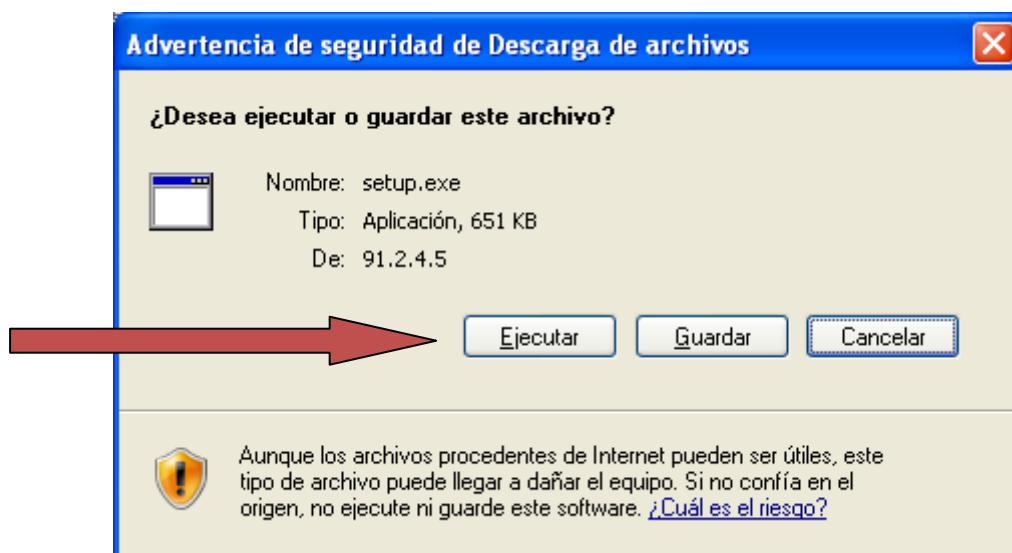 Advertencia de seguridad de Descarga de archivos
¿Desea ejecutar o guardar este archivo?
Nombre: setup.exe
Tipo: Aplicación, 651 KB
De: 91.2.4.5
Ejecutar Guardar Cancelar
Aunque los archivos procedentes de Internet pueden ser útiles, este
tipo de archivo puede llegar a dañar el equipo. Si no confía en el
origen, no ejecute ni guarde este software. ¿Cuál es el riesgo?